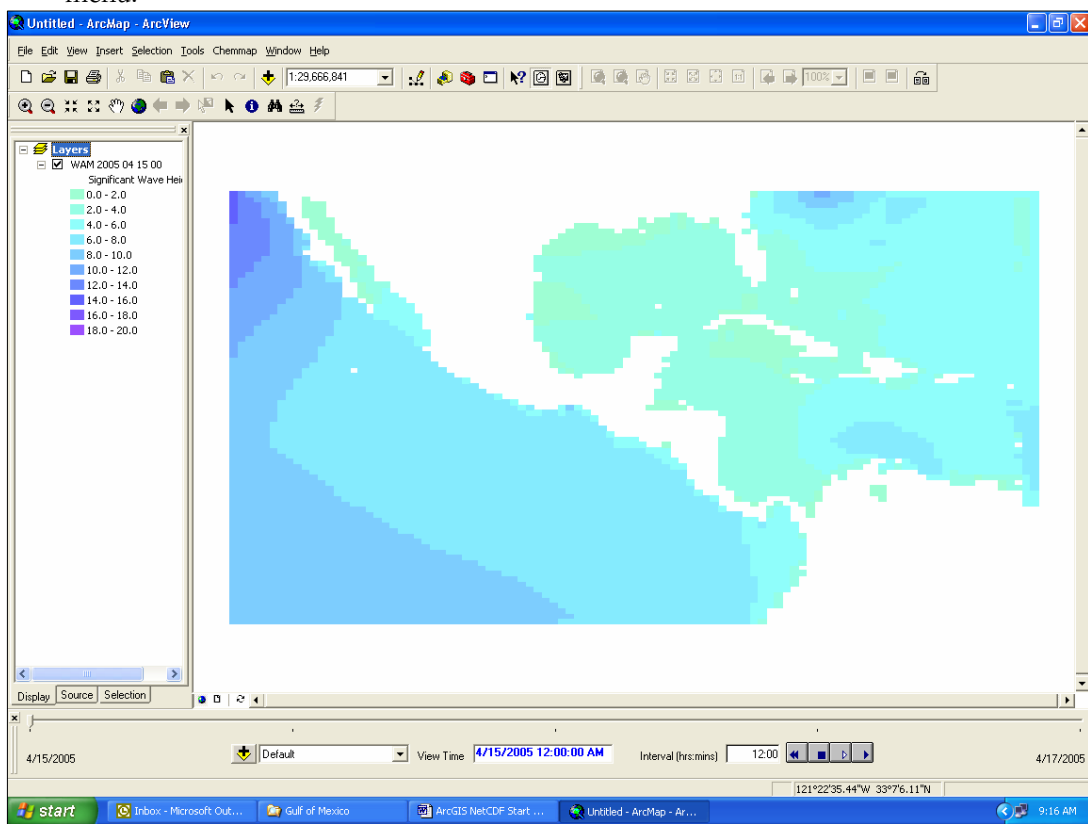 menu.
Untitled - ArcMap - ArcView
File Edit View Insert Selection Tools Chemmap Window Help
1:29,666,841
100%
Layers
WAM 2005 04 15 00
Significant Wave Hei
0.0 - 2.0
2.0 - 4.0
4.0 - 6.0
6.0 - 8.0
8.0 - 10.0
10.0 - 12.0
12.0 - 14.0
14.0 - 16.0
16.0 - 18.0
18.0 - 20.0
Display Source Selection
4/15/2005 Default View Time 4/15/2005 12:00:00 AM Interval (hrs:mins) 12:00 4/17/2005
121°22'35.44"W 33°7'6.11"N
start Inbox - Microsoft Out... Gulf of Mexico ArcGIS NetCDF Start ... Untitled - ArcMap - Ar... 9:16 AM